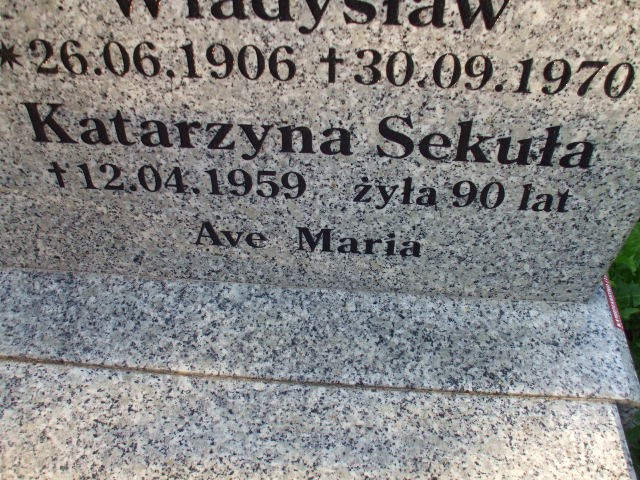 Władysław
*26.06.1906 †30.09.1970
Katarzyna Sekuła
†12.04.1959 żyła 90 lat
Ave Maria